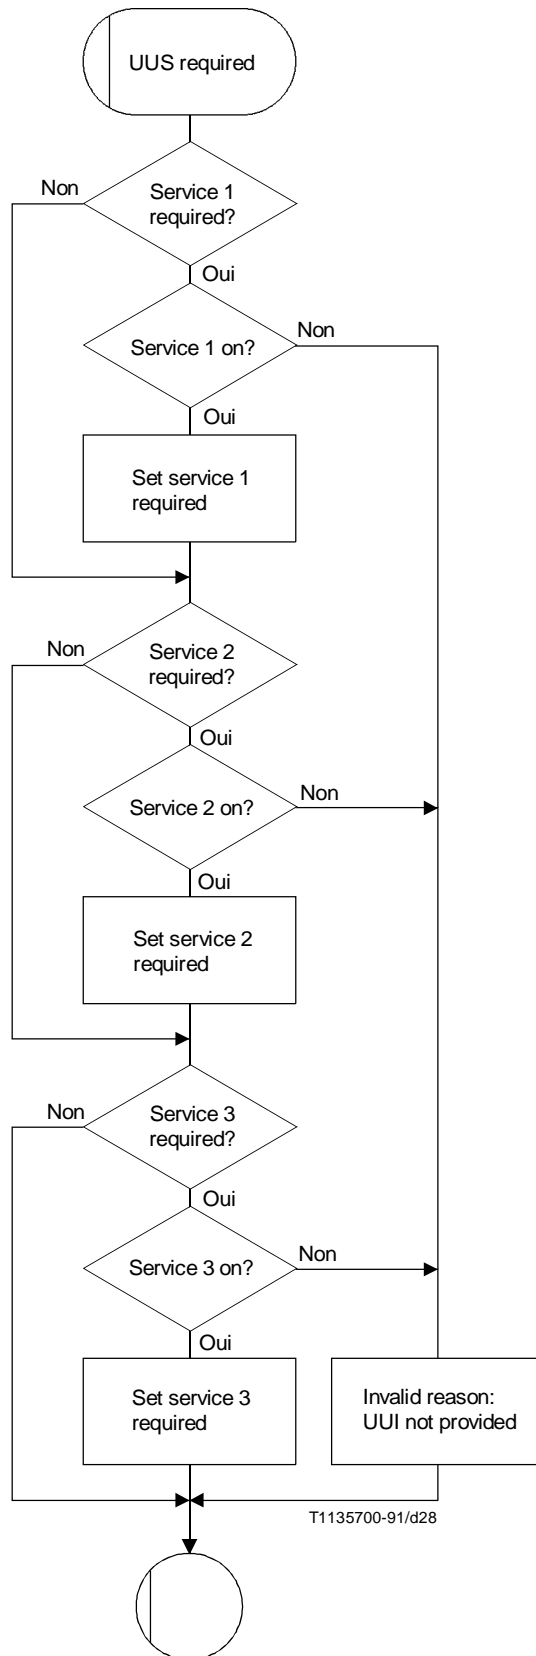 UUS required
Non
Service 1
required?
Oui
Service 1 on?
Non
Oui
Set service 1
required
Non
Service 2
required?
Oui
Service 2 on?
Non
Oui
Set service 2
required
Non
Service 3
required?
Oui
Service 3 on?
Non
Oui
Set service 3
required
Invalid reason:
UUI not provided
T1135700-91/d28